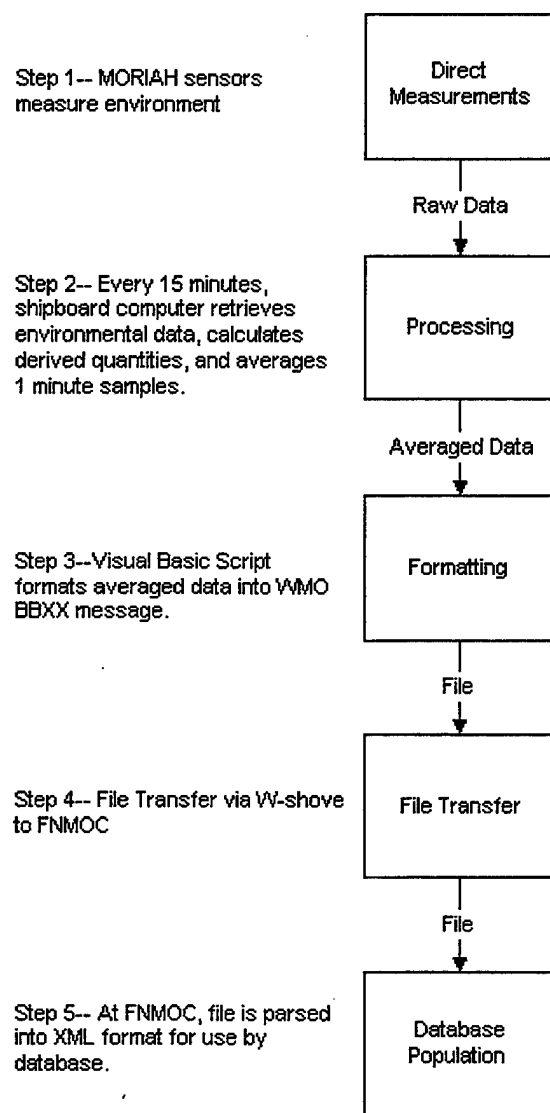 Step 1-- MORIAH sensors
measure environment
Direct
Measurements
Raw Data
Step 2-- Every 15 minutes,
shipboard computer retrieves
environmental data, calculates
derived quantities, and averages
1 minute samples.
Processing
Averaged Data
Step 3--Visual Basic Script
formats averaged data into WMO
BBXX message.
Formatting
File
Step 4-- File Transfer via W-shove
to FNMOC
File Transfer
File
Step 5-- At FNMOC, file is parsed
into XML format for use by
database.
Database
Population